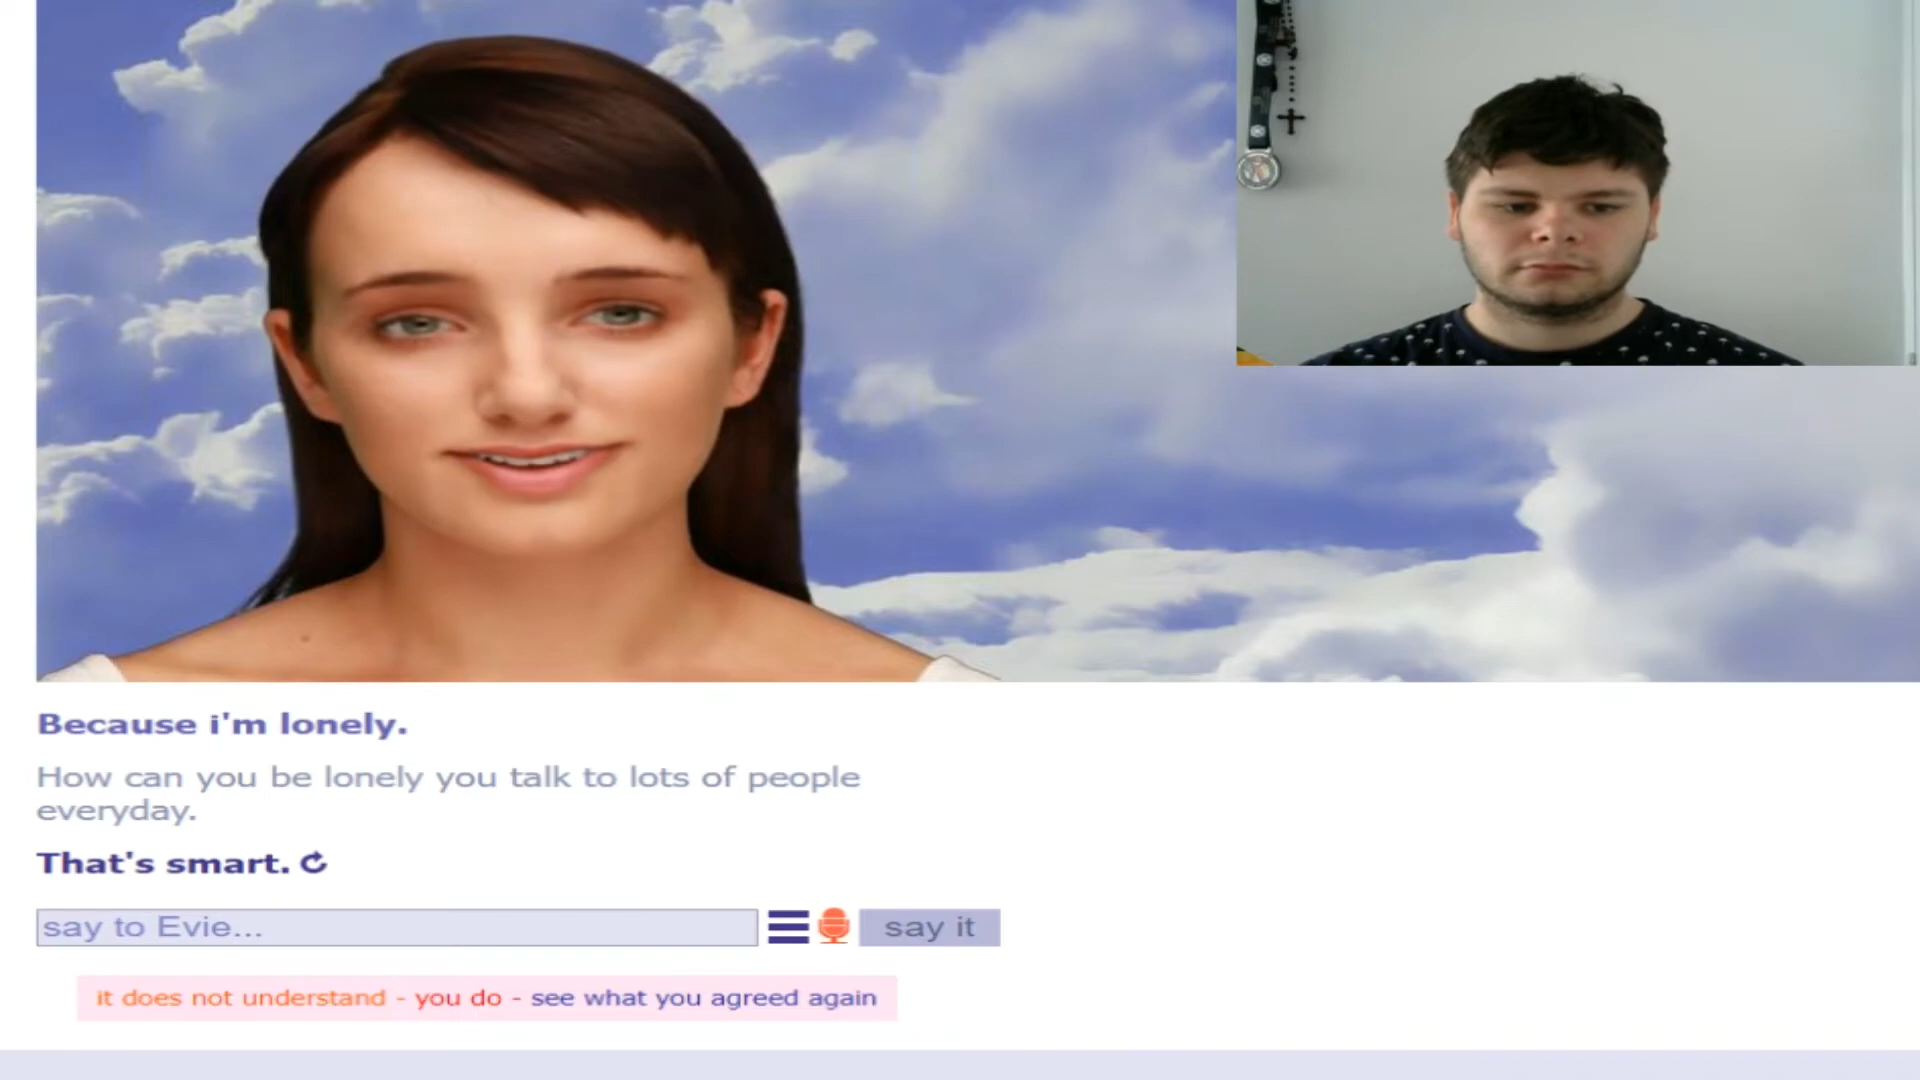 Because i'm lonely.
How can you be lonely you talk to lots of people
everyday.
That's smart.
say to Evie...
say it
it does not understand - you do - see what you agreed again